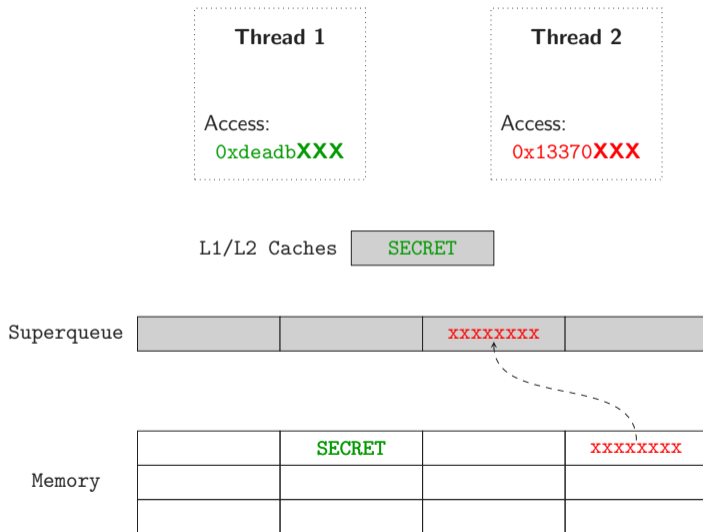 Thread 1
Thread 2
Access:
Access:
0xdeadbXXX
0x13370XXX
L1/L2 Caches
SECRET
Superqueue
xxxxxxxx
SECRET
xxxxxxxx
Memory